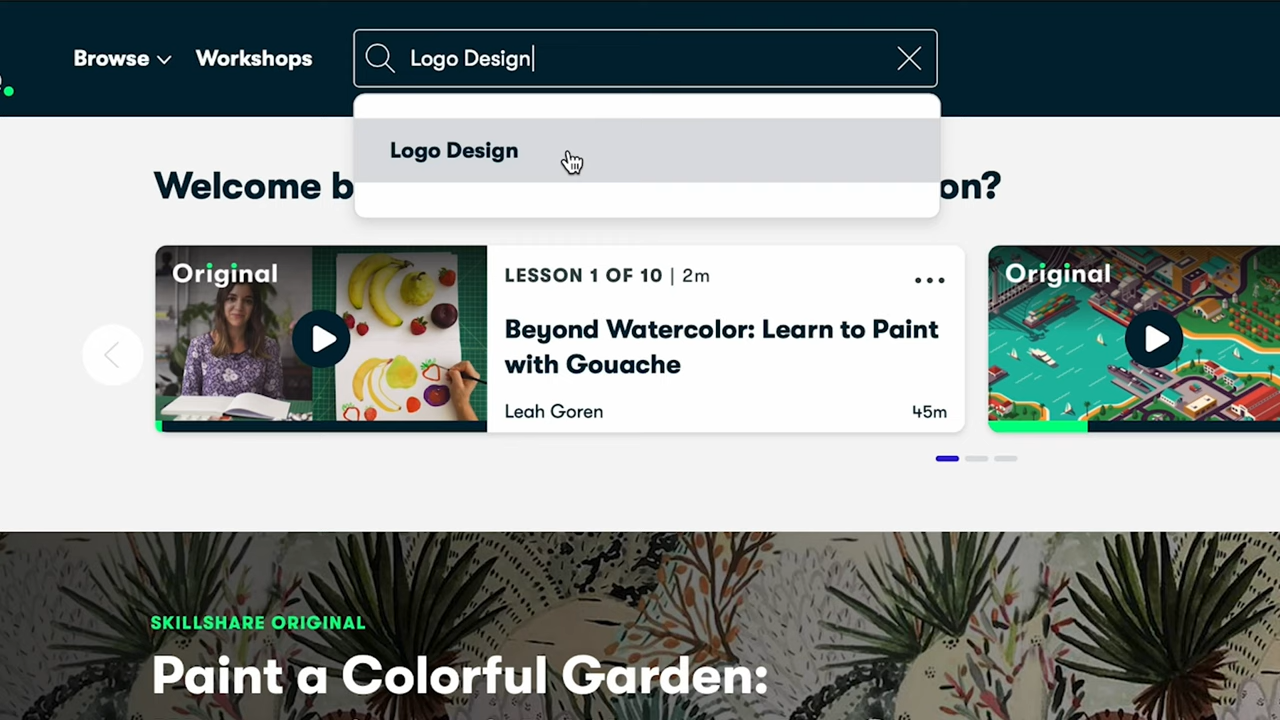 Browse Workshops Logo Design
Logo Design
Welcome b on?
Original
LESSON 1 OF 10 | 2m
Beyond Watercolor: Learn to Paint
with Gouache
Leah Goren 45m
Original
SKILLSHARE ORIGINAL
Paint a Colorful Garden: